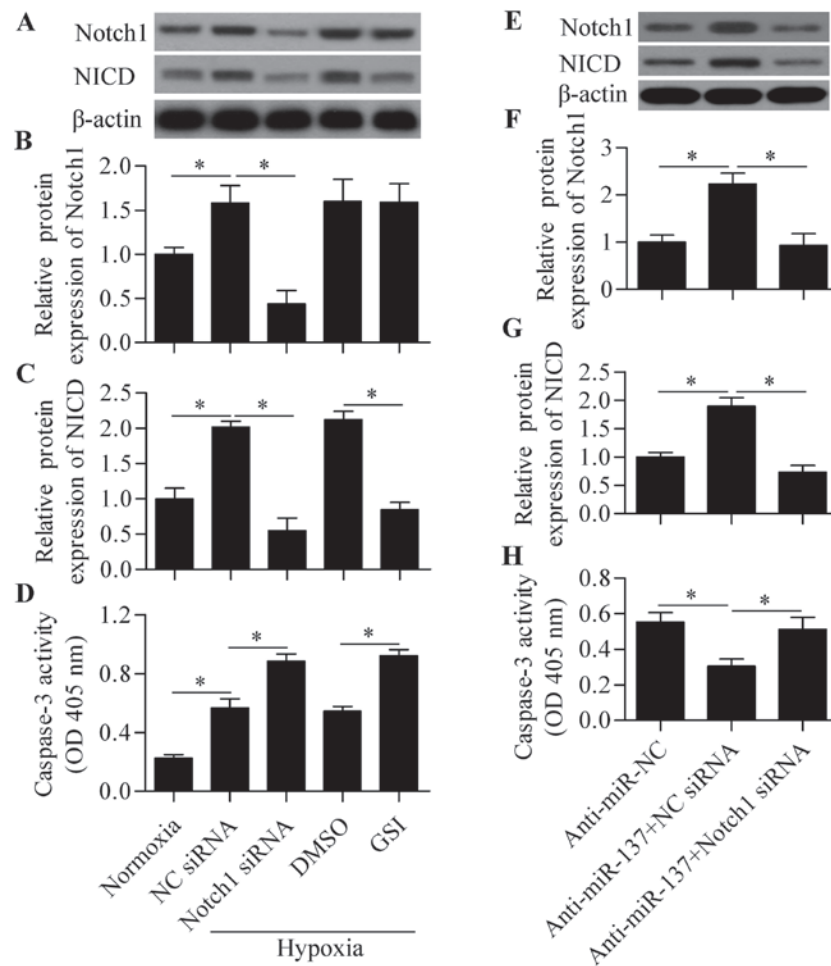 A
Notch1
NICD
β-actin
B
Relative protein
expression of Notch1
2.0
1.5
1.0
0.5
0.0
*
*
C
Relative protein
expression of NICD
2.5
2.0
1.5
1.0
0.5
0.0
*
*
*
D
Caspase-3 activity
(OD 405 nm)
1.2
0.9
0.6
0.3
0.0
*
*
*
Normoxia
NC siRNA
Notch1 siRNA
DMSO
GSI
Hypoxia
E
Notch1
NICD
β-actin
F
Relative protein
expression of Notch1
3
2
1
0
*
*
G
Relative protein
expression of NICD
2.5
2.0
1.5
1.0
0.5
0.0
*
*
H
Caspase-3 activity
(OD 405 nm)
0.8
0.6
0.4
0.2
0.0
*
*
Anti-miR-NC
Anti-miR-137+NC siRNA
Anti-miR-137+Notch1 siRNA